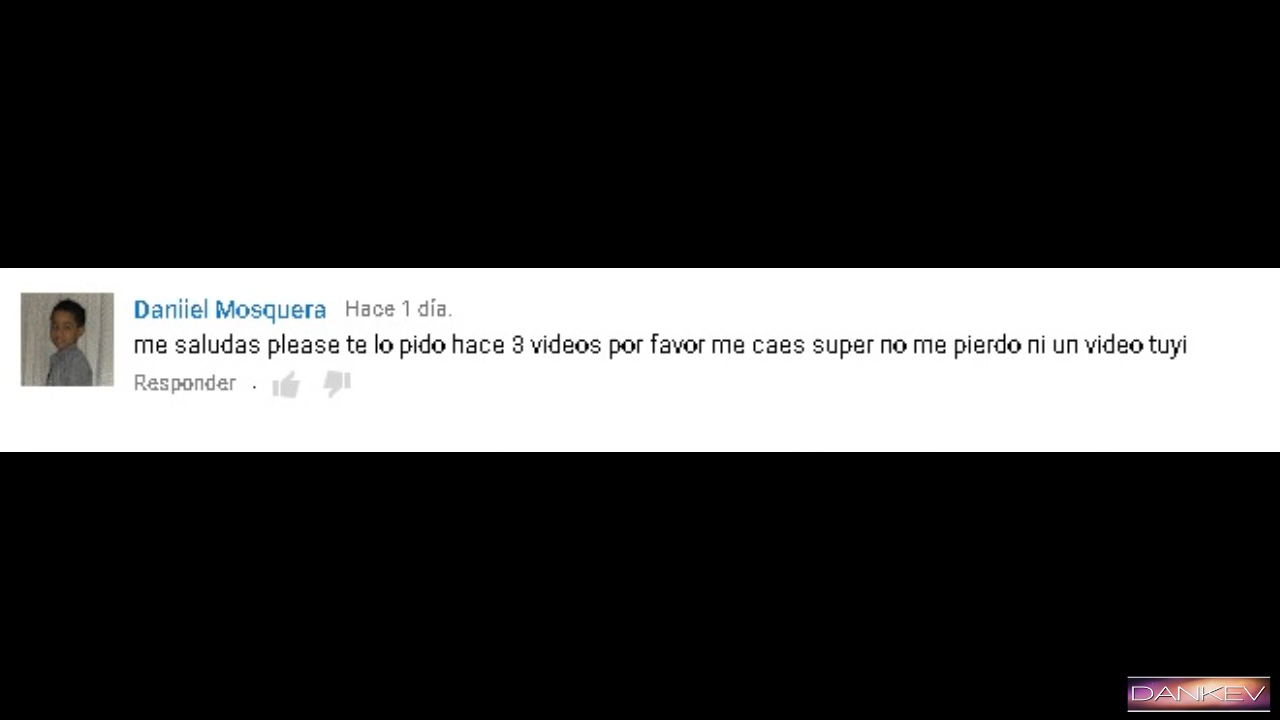 Daniiel Mosquera Hace 1 día.
me saludas please te lo pido hace 3 videos por favor me caes super no me pierdo ni un video tuyi
Responder .
DANKEV